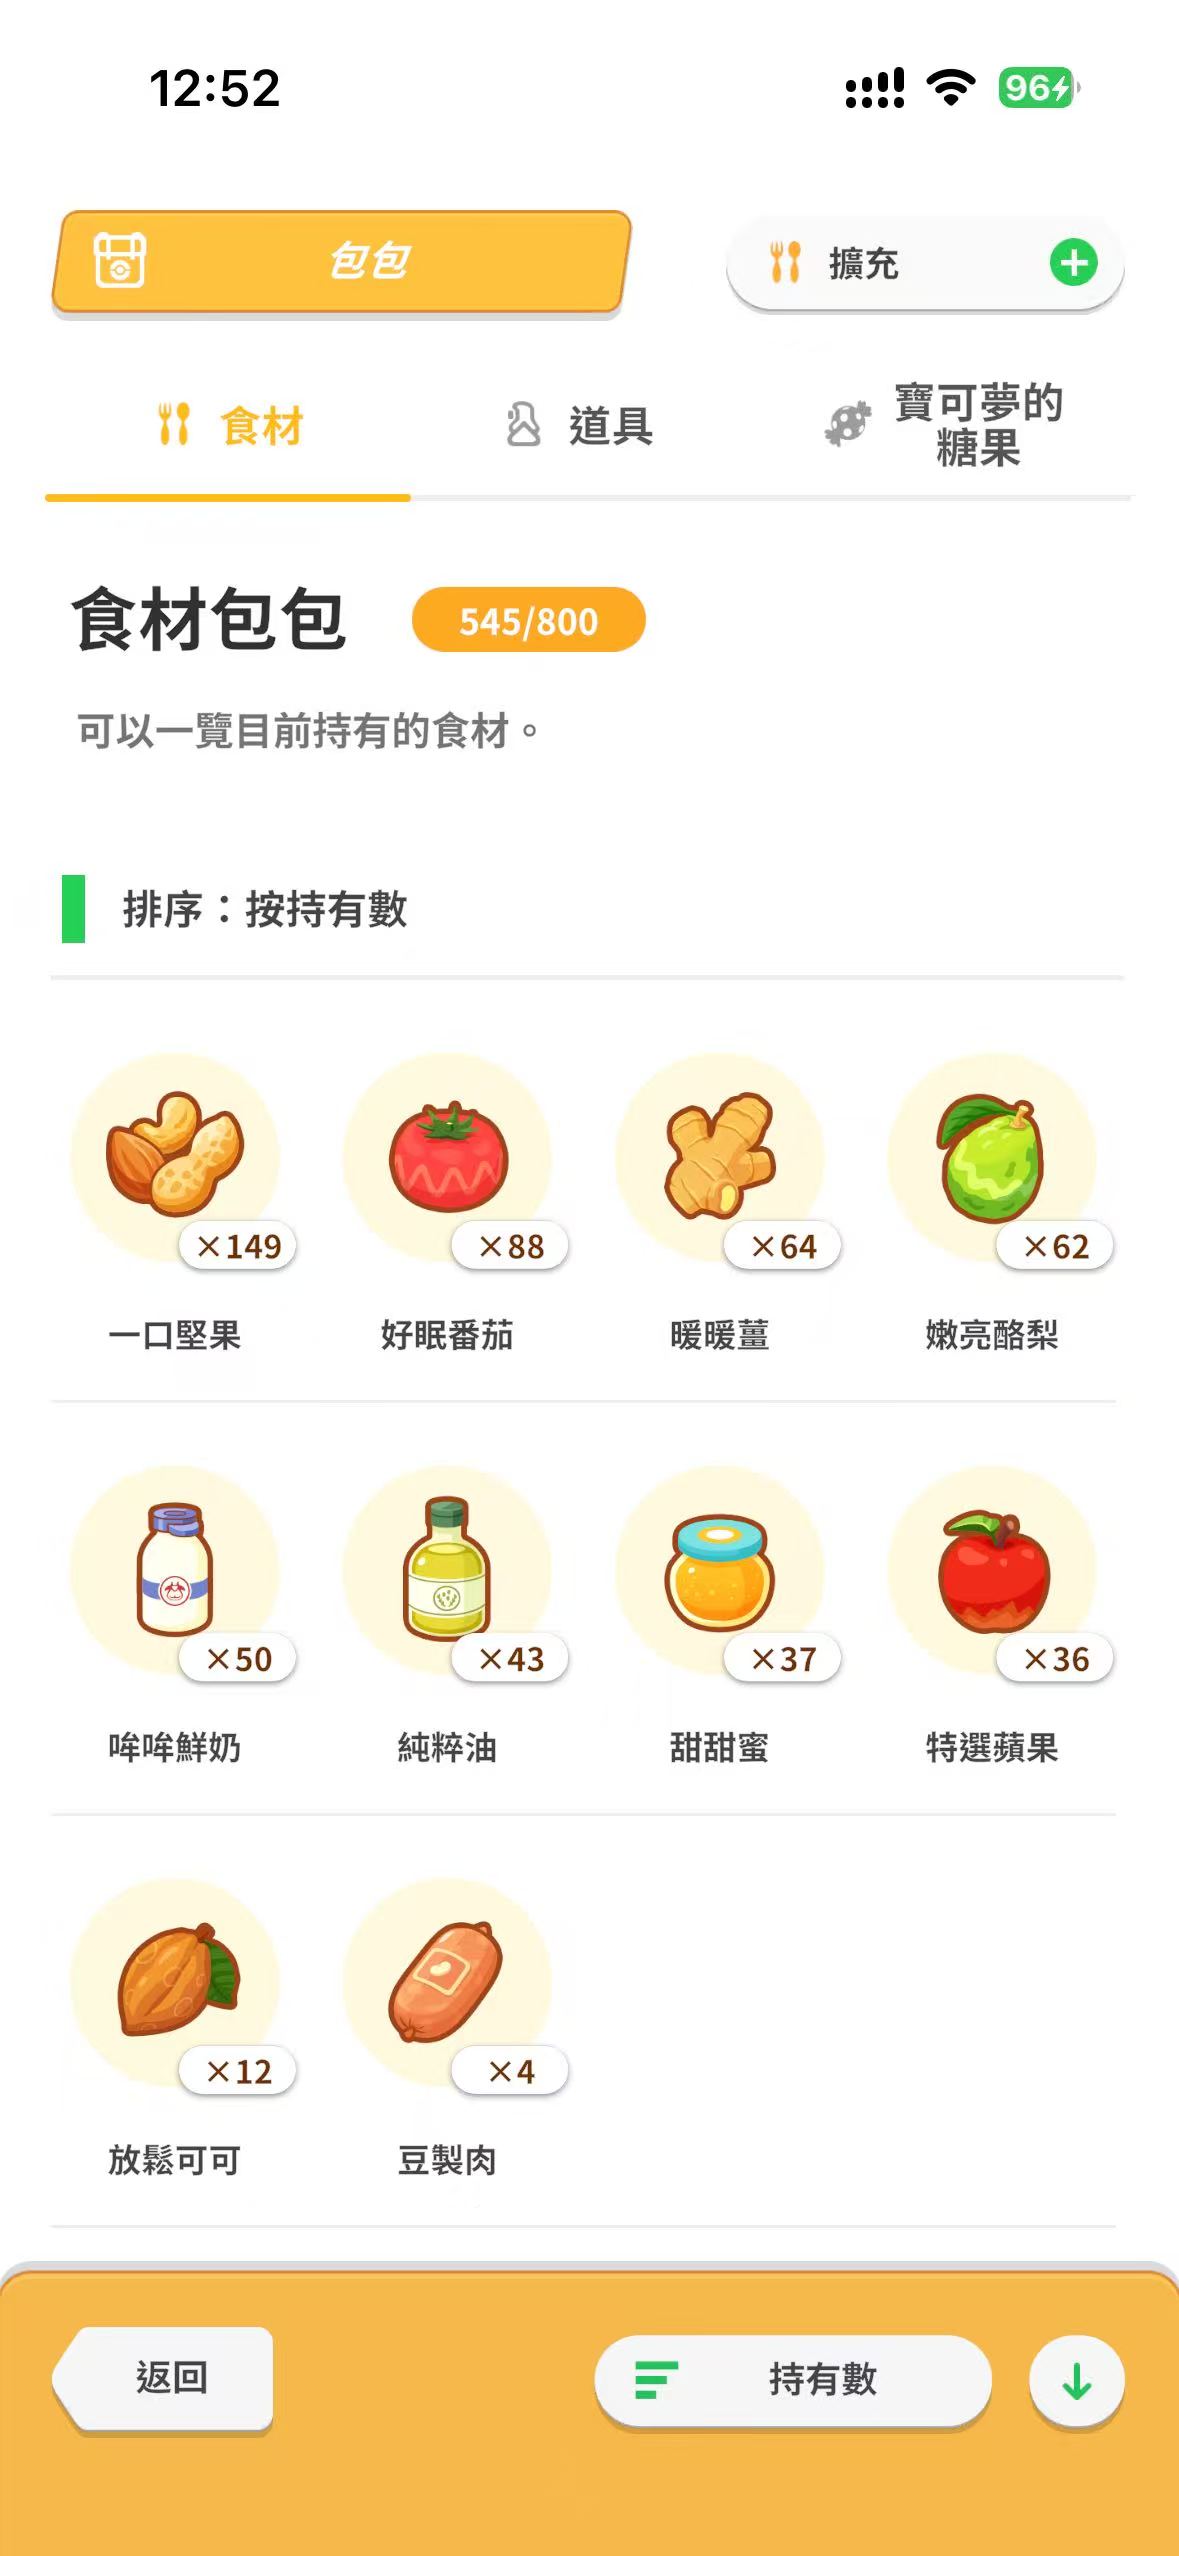 12:52
96
包包
擴充
食材
道具
寶可夢的
糖果
食材包包
545/800
可以一覽目前持有的食材。
排序：按持有數
×149
×88
×64
×62
一口堅果
好眠番茄
暖暖薑
嫩亮酪梨
×50
×43
×37
×36
哞哞鮮奶
純粹油
甜甜蜜
特選蘋果
×12
×4
放鬆可可
豆製肉
返回
持有數